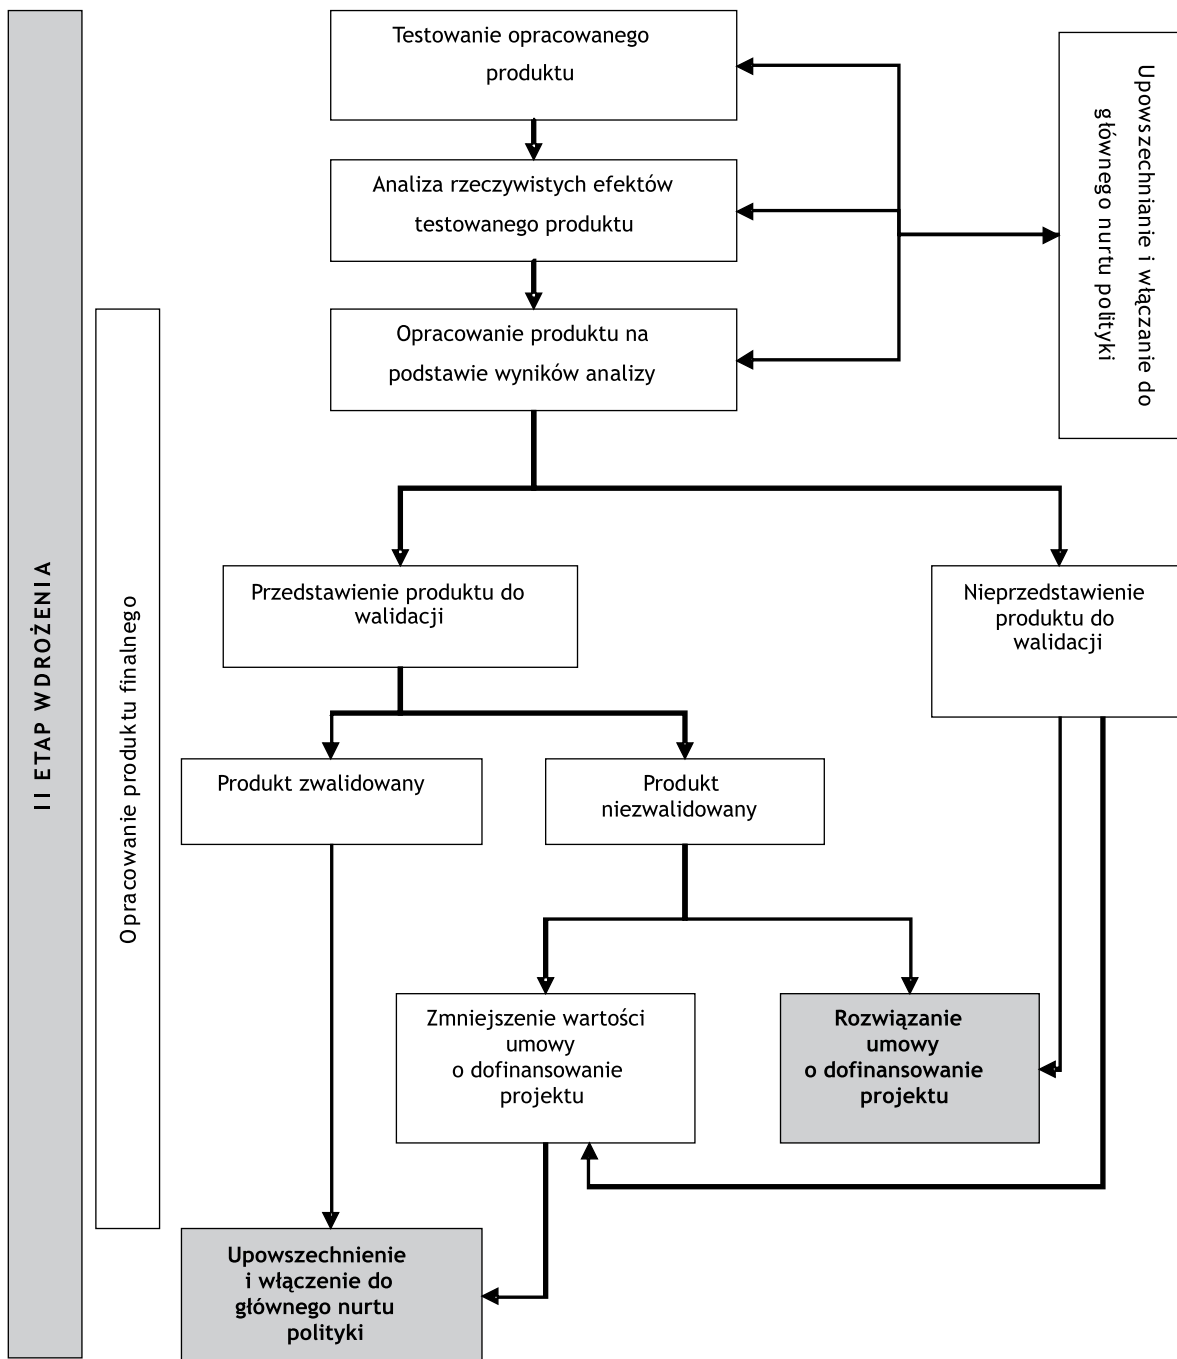 Testowanie opracowanego
produktu
Analiza rzeczywistych efektów
testowanego produktu
Opracowanie produktu na
podstawie wyników analizy
Upowszechnianie i włączanie do
głównego nurtu polityki
II ETAP WDROŻENIA
Opracowanie produktu finalnego
Przedstawienie produktu do
walidacji
Nieprzedstawienie
produktu do
walidacji
Produkt zwalidowany
Produkt
niezwalidowany
Zmniejszenie wartości
umowy
o dofinansowanie
projektu
Rozwiązanie
umowy
o dofinansowanie
projektu
Upowszechnienie
i włączenie do
głównego nurtu
polityki